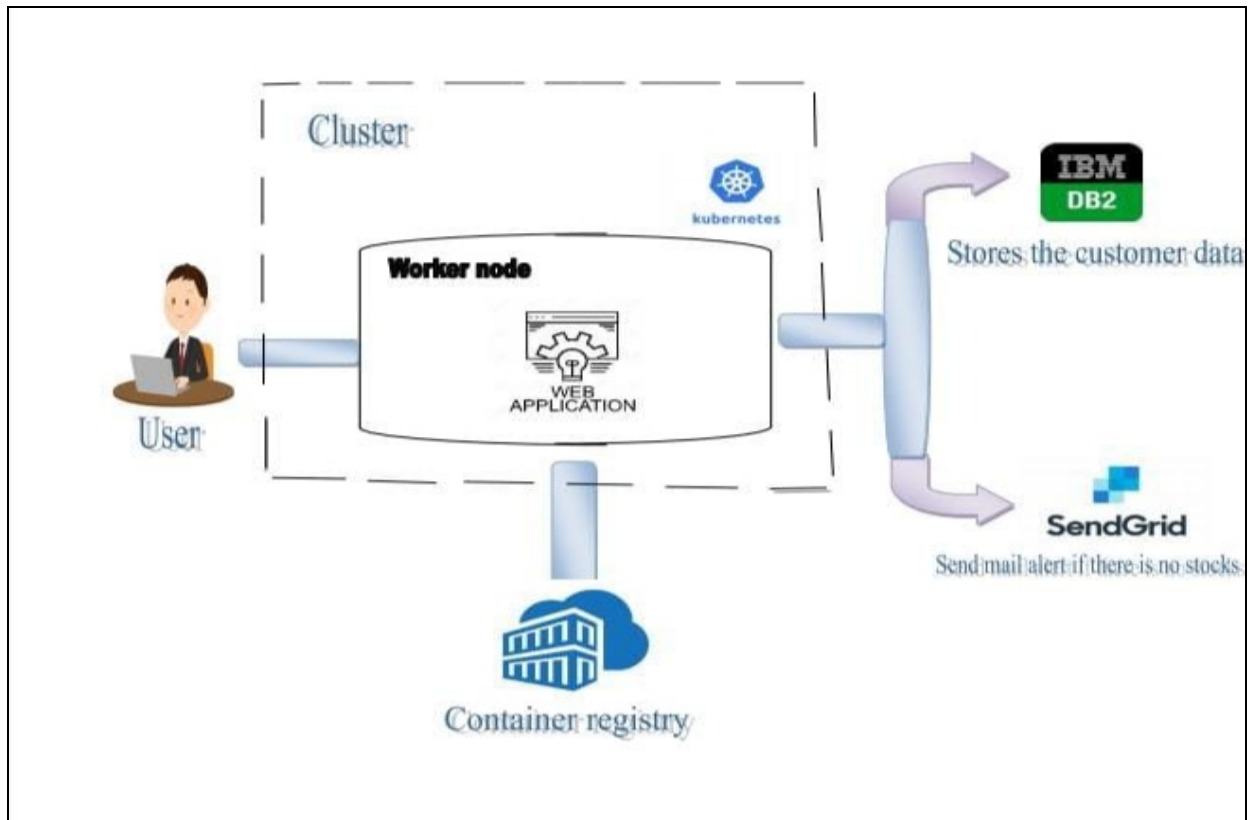 Cluster
kubernetes
Worker node
WEB
APPLICATION
User
IBM
DB2
Stores the customer data
SendGrid
Send mail alert if there is no stocks.
Container registry